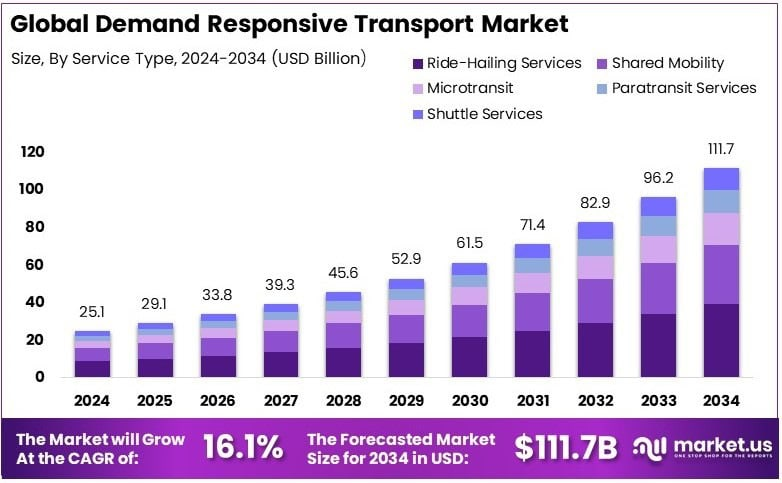 Global Demand Responsive Transport Market
Size, By Service Type, 2024-2034 (USD Billion)
Ride-Hailing Services
Shared Mobility
Microtransit
Paratransit Services
Shuttle Services
120
100
80
60
40
20
0
25.1
29.1
33.8
39.3
45.6
52.9
61.5
71.4
82.9
96.2
111.7
2024
2025
2026
2027
2028
2029
2030
2031
2032
2033
2034
The Market will Grow
At the CAGR of:
16.1%
The Forecasted Market
Size for 2034 in USD:
$111.7B
market.us
ONE STOP SHOP FOR THE REPORTS